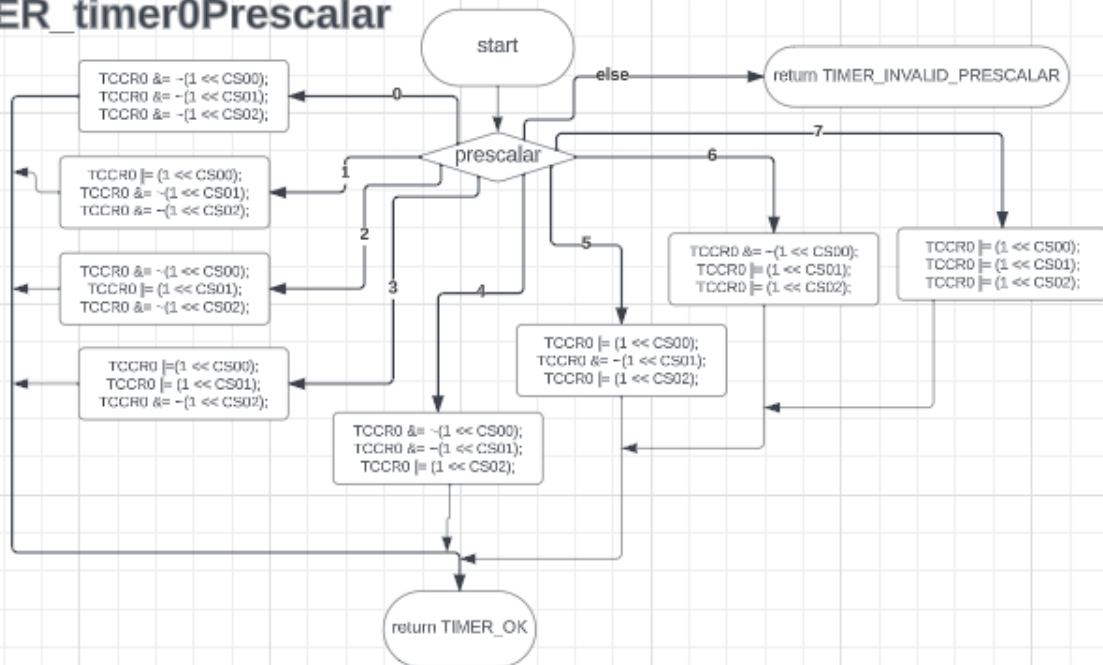 ER_timer0Prescalar
start
else
return TIMER_INVALID_PRESCALAR
prescalar
0
TCCR0 &= ~(1 << CS00);
TCCR0 &= ~(1 << CS01);
TCCR0 &= ~(1 << CS02);
1
TCCR0 |= (1 << CS00);
TCCR0 &= ~(1 << CS01);
TCCR0 &= ~(1 << CS02);
2
TCCR0 &= ~(1 << CS00);
TCCR0 |= (1 << CS01);
TCCR0 &= ~(1 << CS02);
3
TCCR0 |=(1 << CS00);
TCCR0 |= (1 << CS01);
TCCR0 &= ~(1 << CS02);
4
TCCR0 &= ~(1 << CS00);
TCCR0 &= ~(1 << CS01);
TCCR0 |= (1 << CS02);
5
TCCR0 |= (1 << CS00);
TCCR0 &= ~(1 << CS01);
TCCR0 |= (1 << CS02);
6
TCCR0 &= ~(1 << CS00);
TCCR0 |= (1 << CS01);
TCCR0 |= (1 << CS02);
7
TCCR0 |= (1 << CS00);
TCCR0 |= (1 << CS01);
TCCR0 |= (1 << CS02);
return TIMER_OK